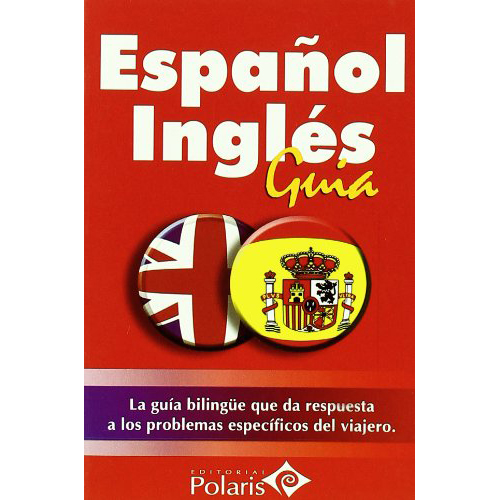 Español
Inglés
Guía
La guía bilingüe que da respuesta
a los problemas específicos del viajero.
EDITORIAL
Polaris